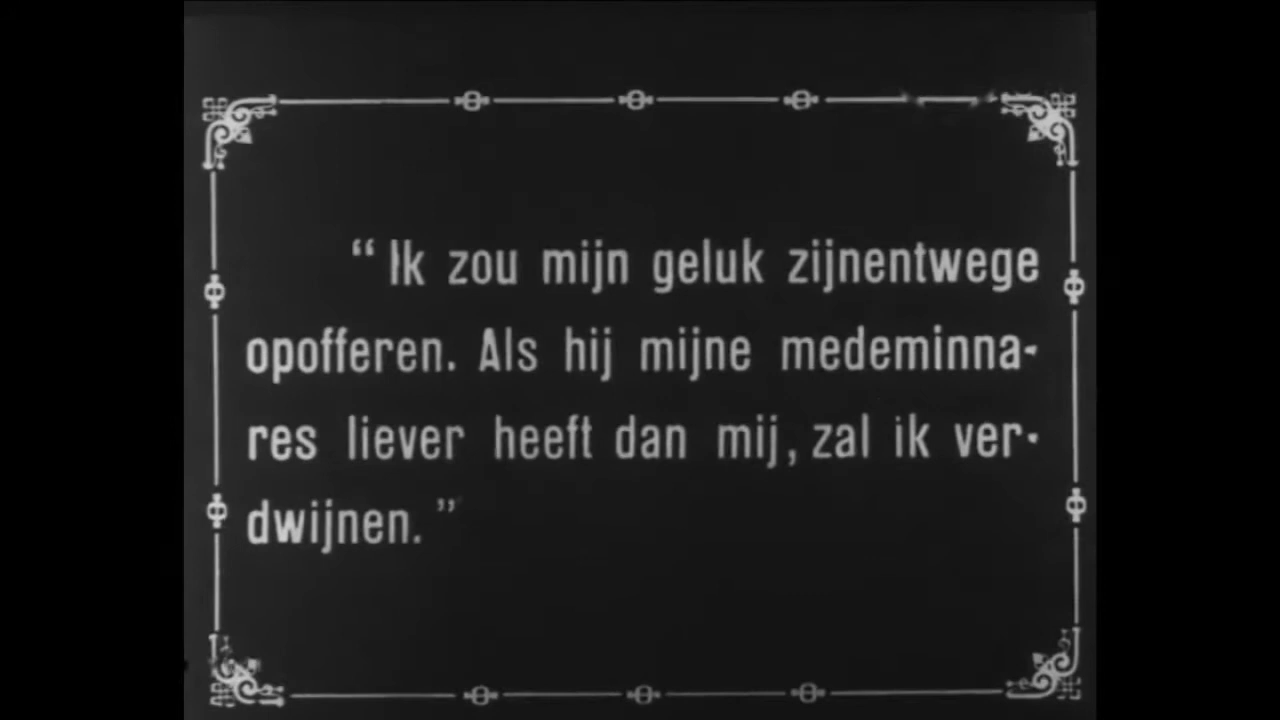 “Ik zou mijn geluk zijnentwege
opofferen. Als hij mijne medeminna-
res liever heeft dan mij, zal ik ver-
dwijnen.”